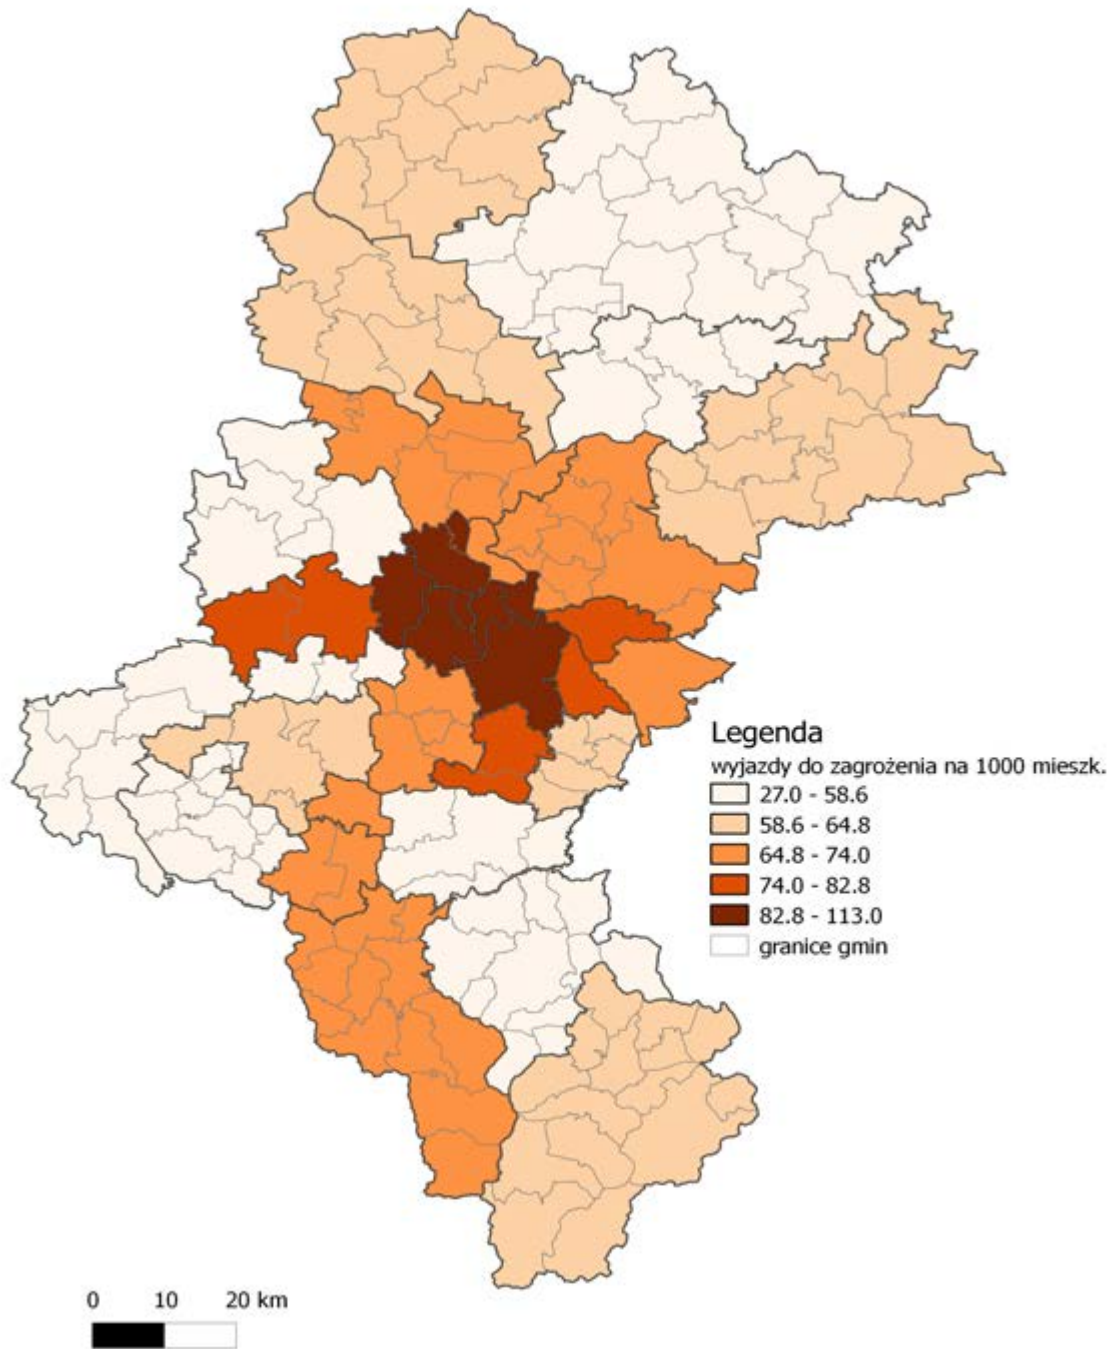 Legenda
wyjazdy do zagrożenia na 1000 mieszk.
27.0 - 58.6
58.6 - 64.8
64.8 - 74.0
74.0 - 82.8
82.8 - 113.0
granice gmin
0 10 20 km